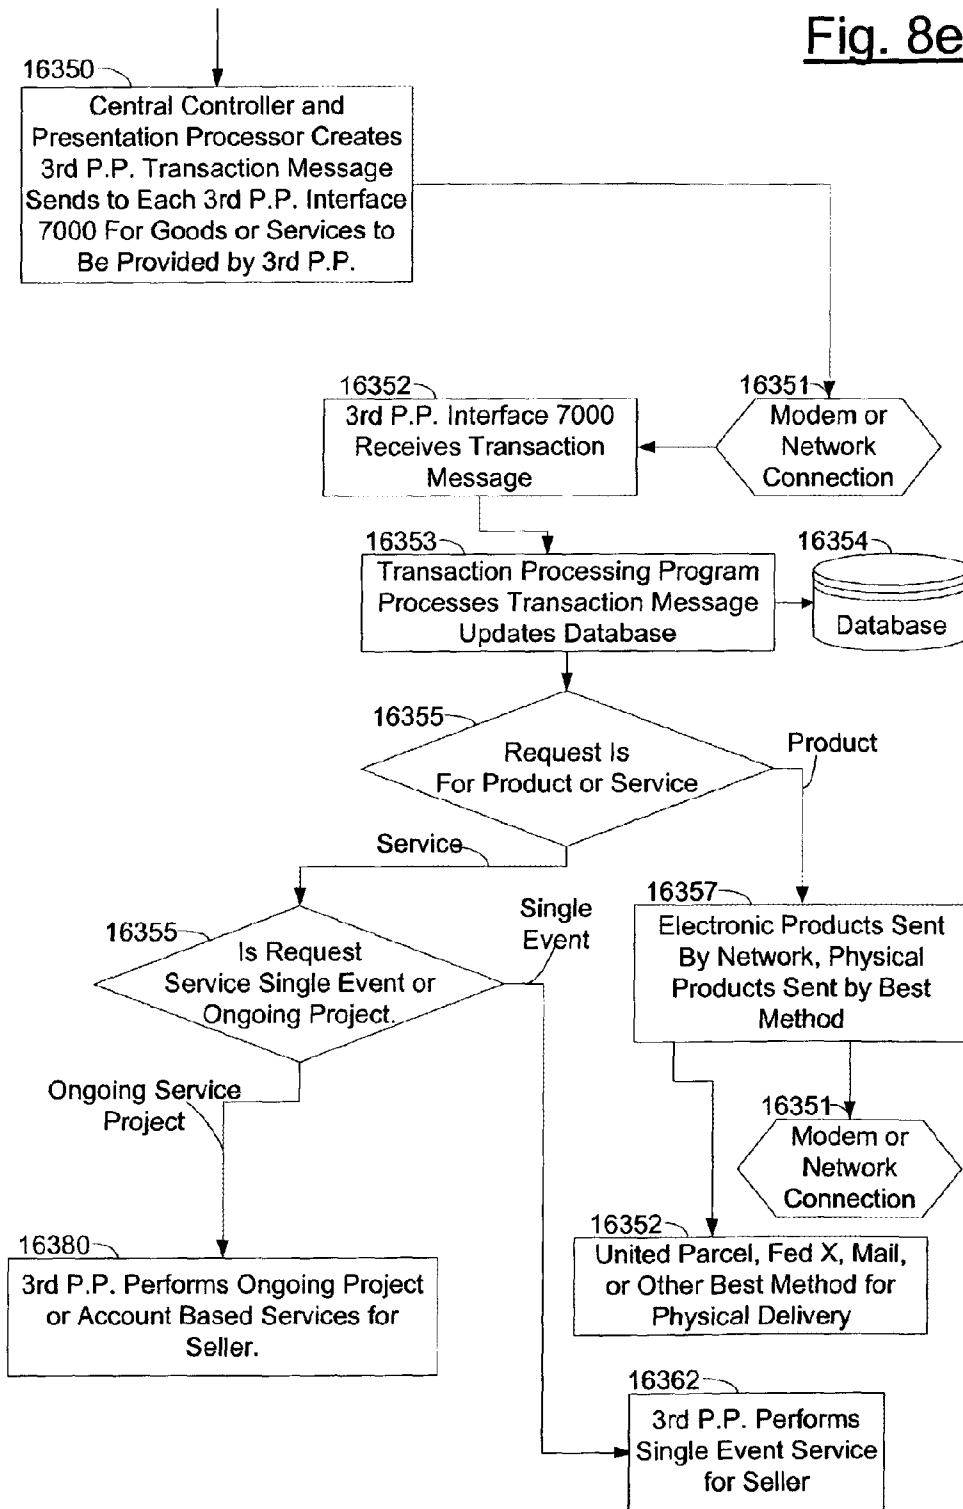 Fig. 8e
16350
Central Controller and
Presentation Processor Creates
3rd P.P. Transaction Message
Sends to Each 3rd P.P. Interface
7000 For Goods or Services to
Be Provided by 3rd P.P.
16351
Modem or
Network
Connection
16352
3rd P.P. Interface 7000
Receives Transaction
Message
16353
Transaction Processing Program
Processes Transaction Message
Updates Database
16354
Database
16355
Request Is
For Product or Service
Product
Service
16355
Is Request
Service Single Event or
Ongoing Project.
Single
Event
16357
Electronic Products Sent
By Network, Physical
Products Sent by Best
Method
Ongoing Service
Project
16351
Modem or
Network
Connection
16352
United Parcel, Fed X, Mail,
or Other Best Method for
Physical Delivery
16380
3rd P.P. Performs Ongoing Project
or Account Based Services for
Seller.
16362
3rd P.P. Performs
Single Event Service
for Seller